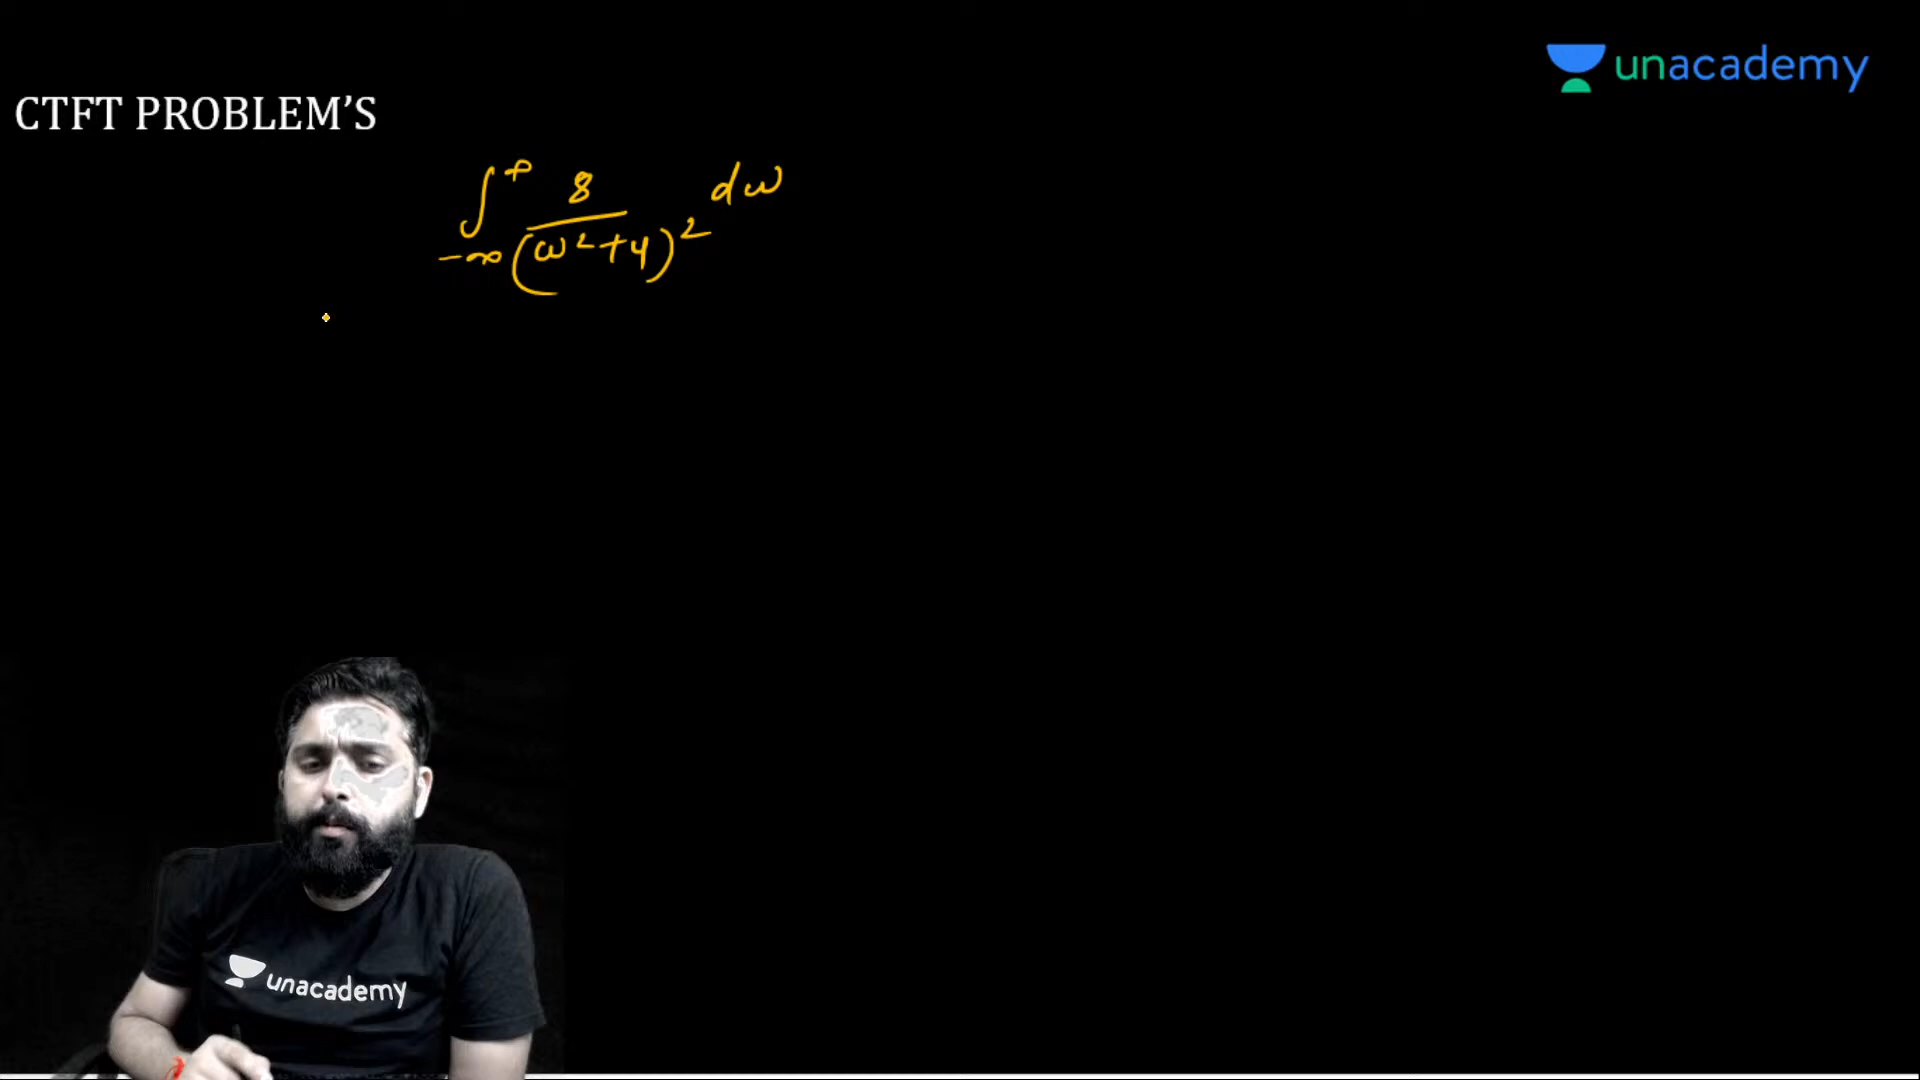 unacademy
CTFT PROBLEM'S
∫_{-∞}^{∞} 8/(ω²+4)² dω
unacademy